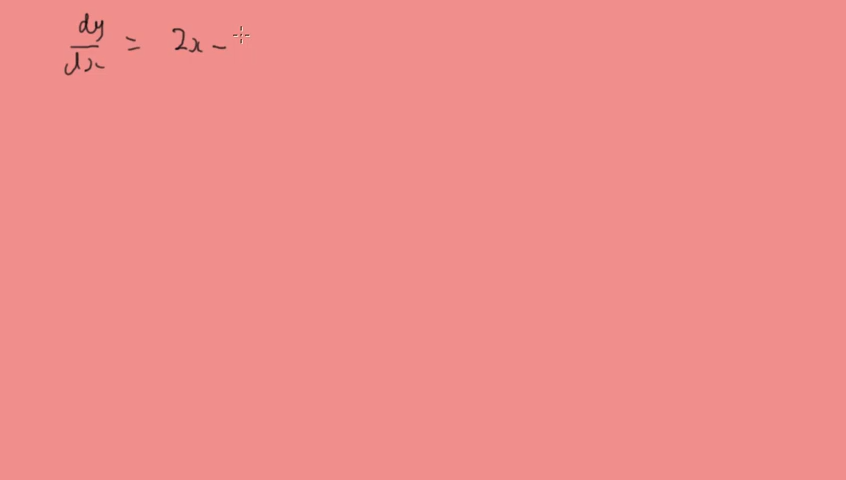 dy/dx = 2x -